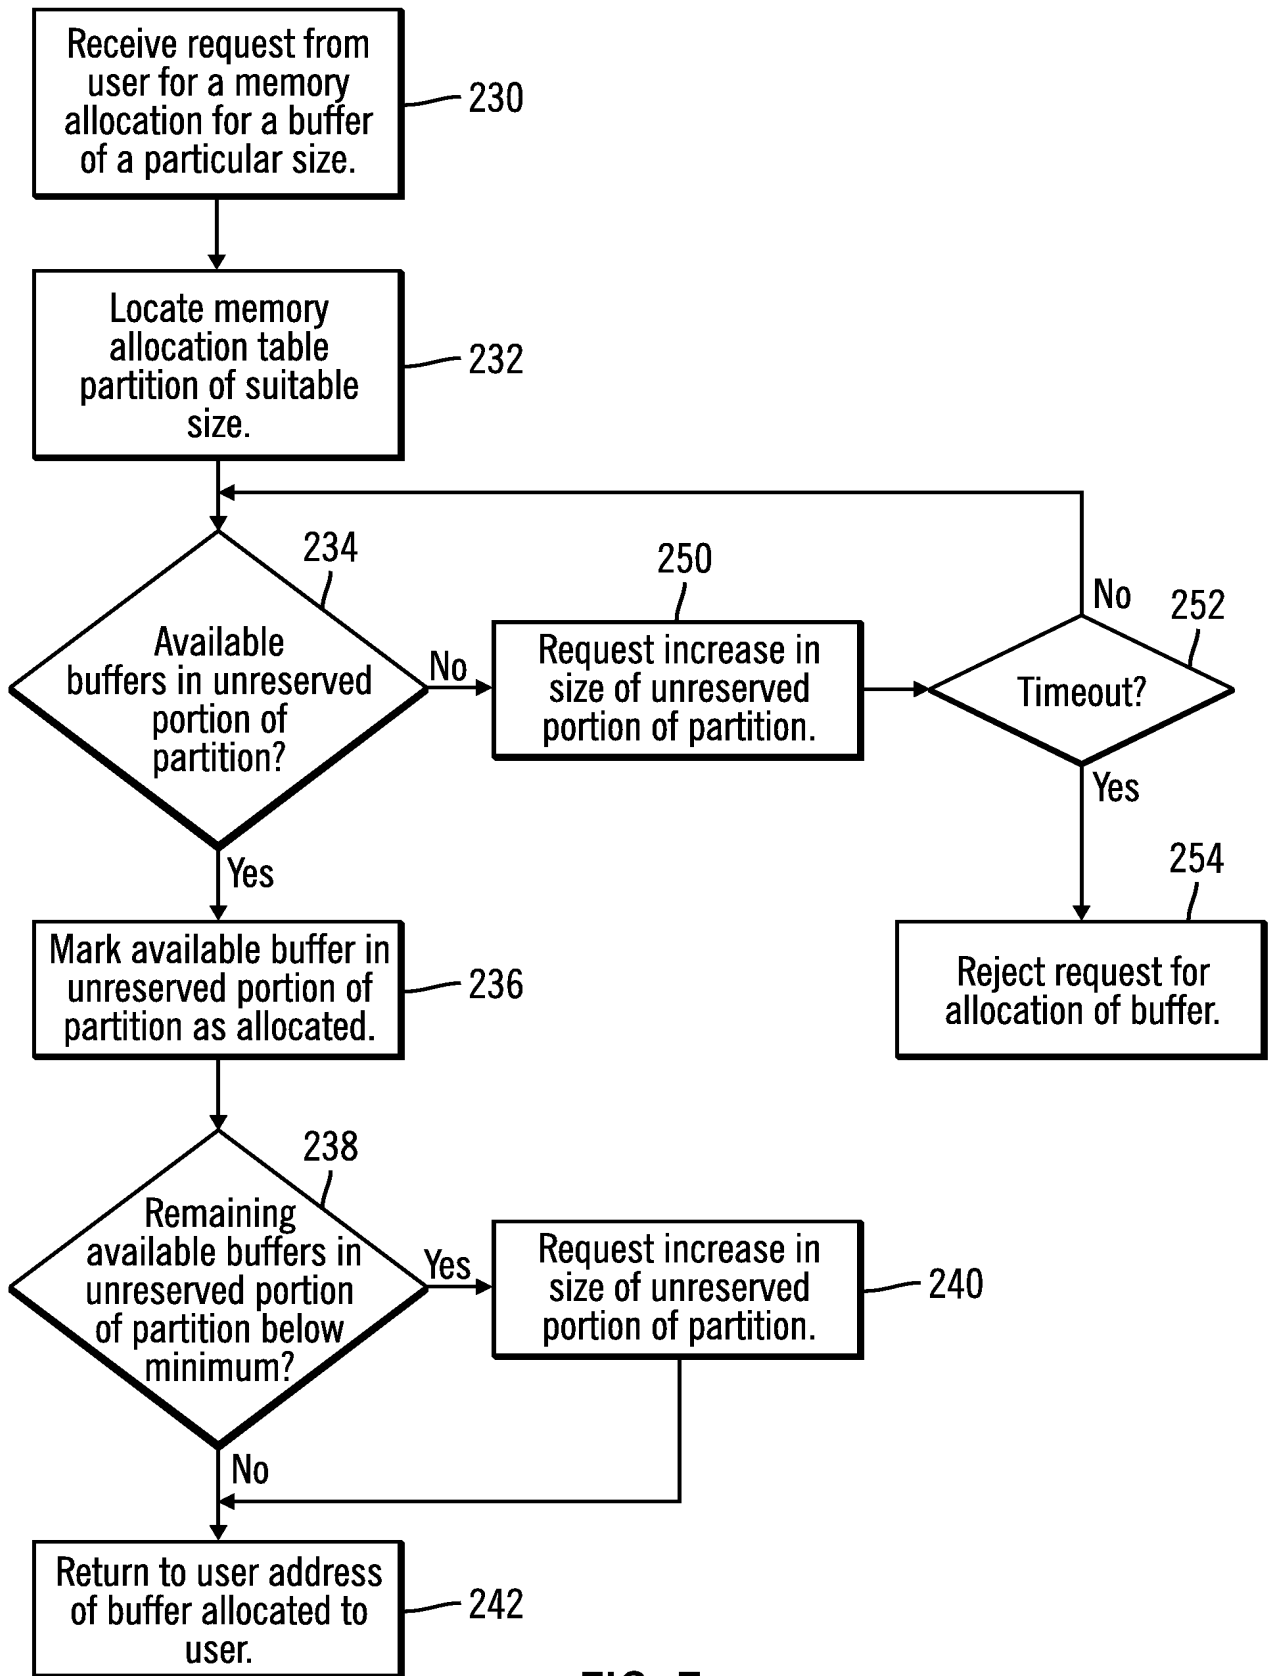 Receive request from
user for a memory
allocation for a buffer
of a particular size.
230
Locate memory
allocation table
partition of suitable
size.
232
234
Available
buffers in unreserved
portion of
partition?
No
250
Request increase in
size of unreserved
portion of partition.
No
252
Timeout?
Yes
254
Reject request for
allocation of buffer.
Yes
Mark available buffer in
unreserved portion of
partition as allocated.
236
238
Remaining
available buffers in
unreserved portion
of partition below
minimum?
Yes
Request increase in
size of unreserved
portion of partition.
240
No
Return to user address
of buffer allocated to
user.
242